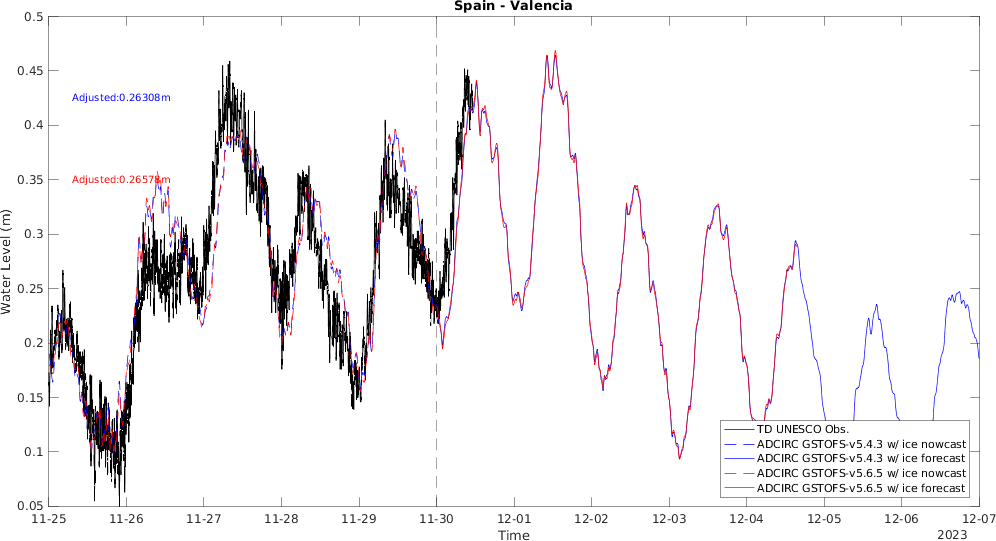 Spain - Valencia
0.5
0.45
0.4
0.35
0.3
0.25
0.2
0.15
0.1
0.05
Water Level (m)
Adjusted:0.26308m
Adjusted:0.26578m
TD UNESCO Obs.
ADCIRC GSTOFS-v5.4.3 w/ ice nowcast
ADCIRC GSTOFS-v5.4.3 w/ ice forecast
ADCIRC GSTOFS-v5.6.5 w/ ice nowcast
ADCIRC GSTOFS-v5.6.5 w/ ice forecast
11-25 11-26 11-27 11-28 11-29 11-30 12-01 12-02 12-03 12-04 12-05 12-06 12-07
Time
2023